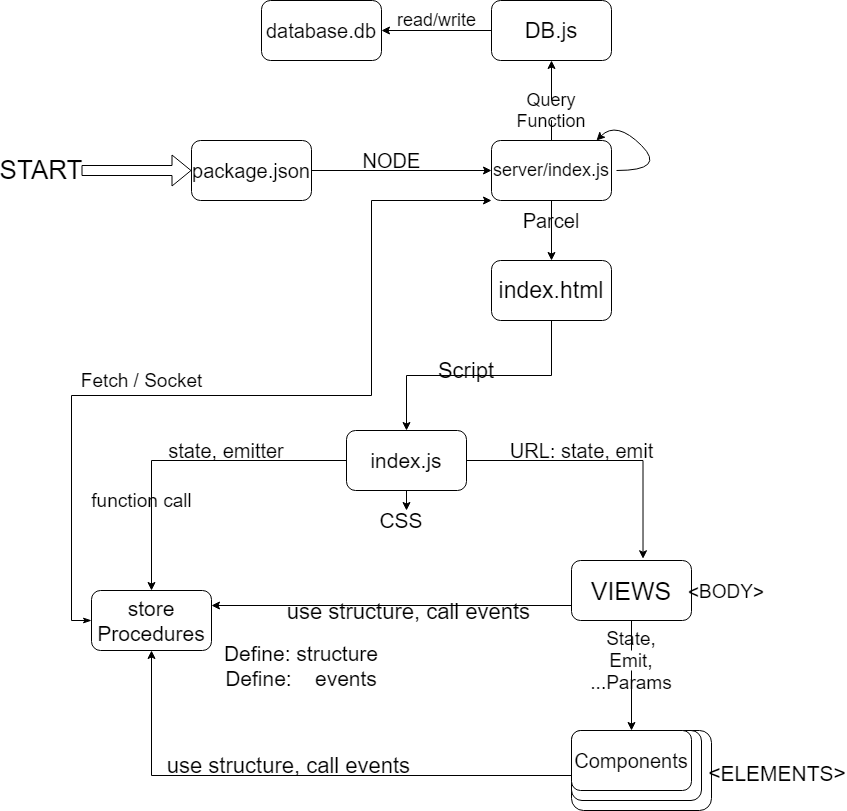 database.db
read/write
DB.js
Query
Function
START
package.json
NODE
server/index.js
Parcel
index.html
Script
Fetch / Socket
state, emitter
index.js
URL: state, emit
function call
CSS
store
Procedures
use structure, call events
VIEWS
<BODY>
Define: structure
Define: events
State,
Emit,
...Params
use structure, call events
Components
<ELEMENTS>